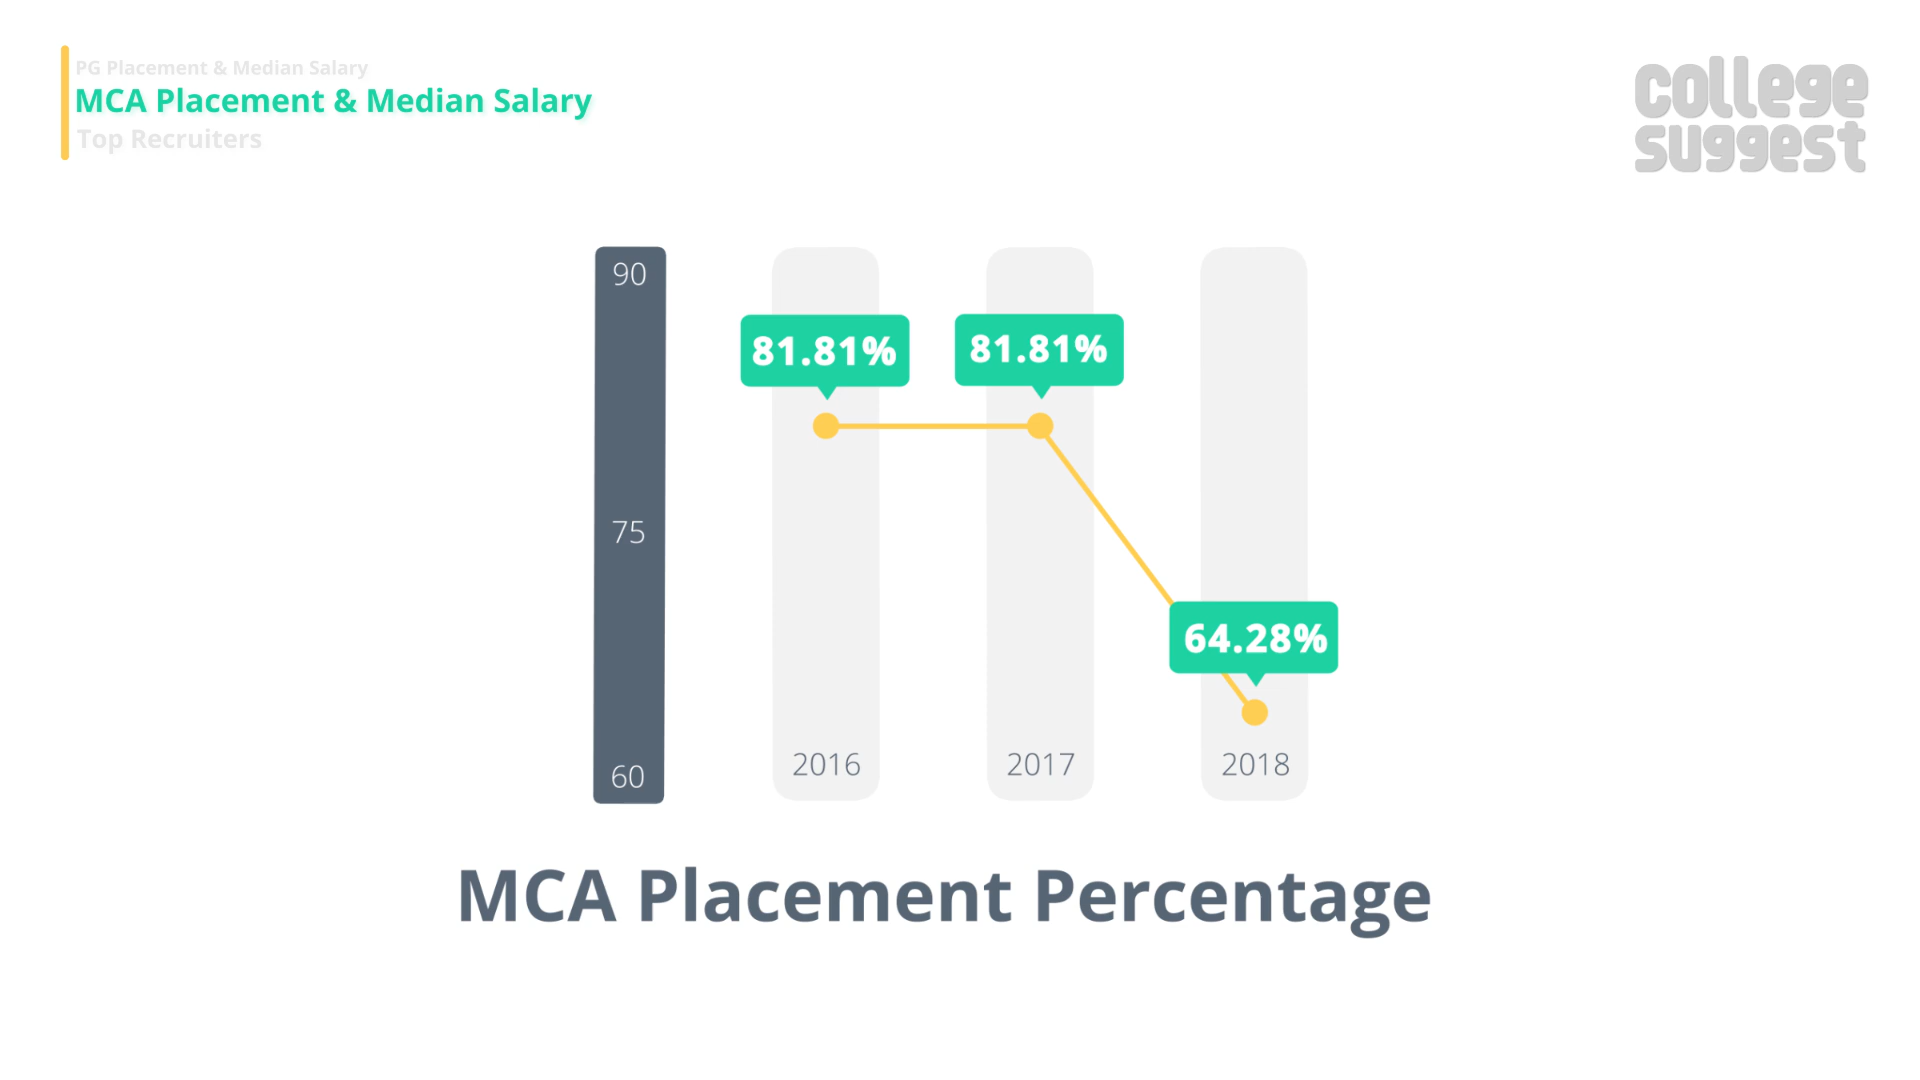 PG Placement & Median Salary
MCA Placement & Median Salary
Top Recruiters
college
suggest
90
75
60
81.81%
81.81%
64.28%
2016
2017
2018
MCA Placement Percentage